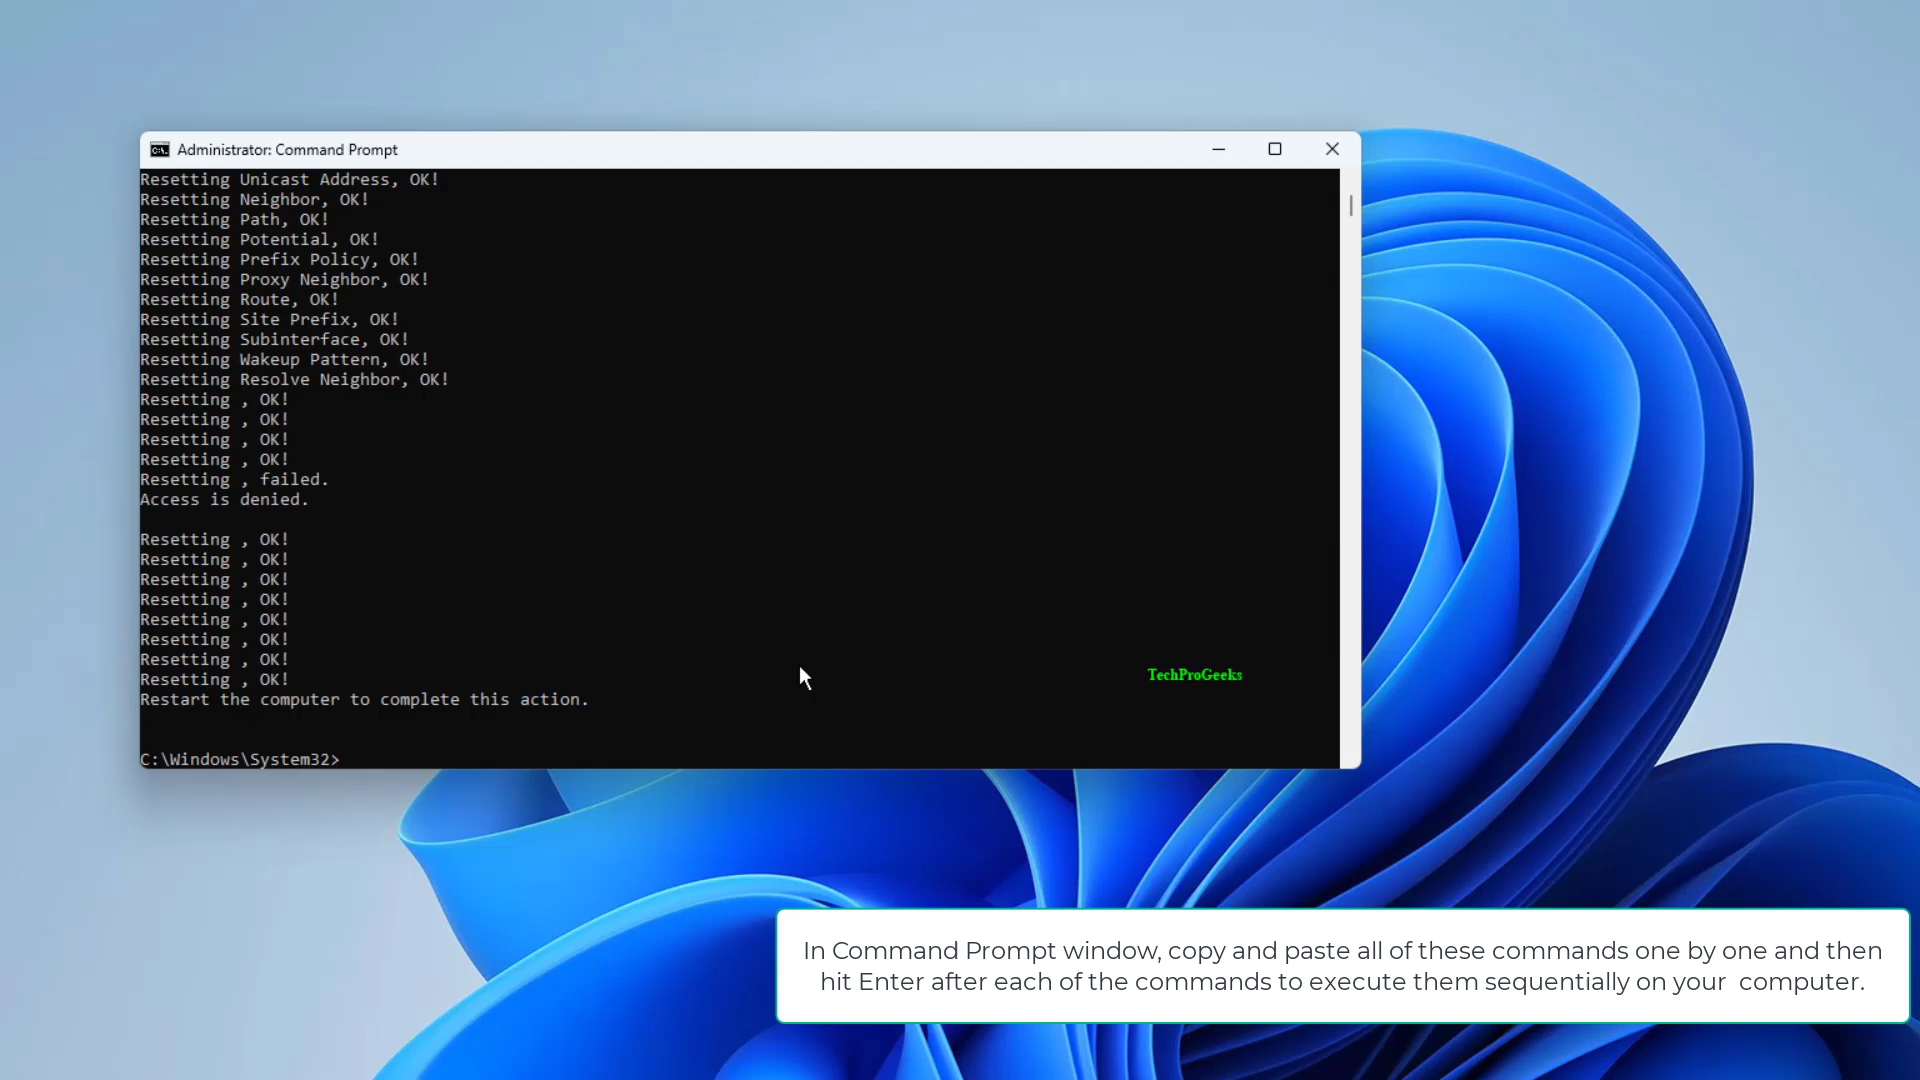 Administrator: Command Prompt
Resetting Unicast Address, OK!
Resetting Neighbor, OK!
Resetting Path, OK!
Resetting Potential, OK!
Resetting Prefix Policy, OK!
Resetting Proxy Neighbor, OK!
Resetting Route, OK!
Resetting Site Prefix, OK!
Resetting Subinterface, OK!
Resetting Wakeup Pattern, OK!
Resetting Resolve Neighbor, OK!
Resetting , OK!
Resetting , OK!
Resetting , OK!
Resetting , OK!
Resetting , failed.
Access is denied.
Resetting , OK!
Resetting , OK!
Resetting , OK!
Resetting , OK!
Resetting , OK!
Resetting , OK!
Resetting , OK!
Resetting , OK!
Restart the computer to complete this action.
C:\Windows\System32>
TechProGeeks
In Command Prompt window, copy and paste all of these commands one by one and then
hit Enter after each of the commands to execute them sequentially on your  computer.